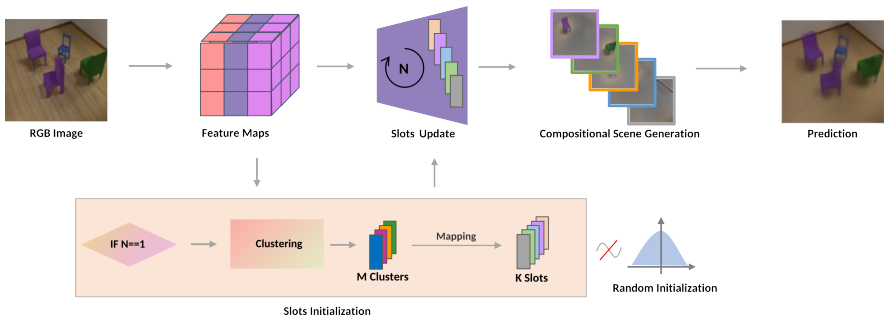 N
RGB Image
Feature Maps
Slots Update
Compositional Scene Generation
Prediction
IF N==1
Clustering
Mapping
M Clusters
K Slots
Random Initialization
Slots Initialization